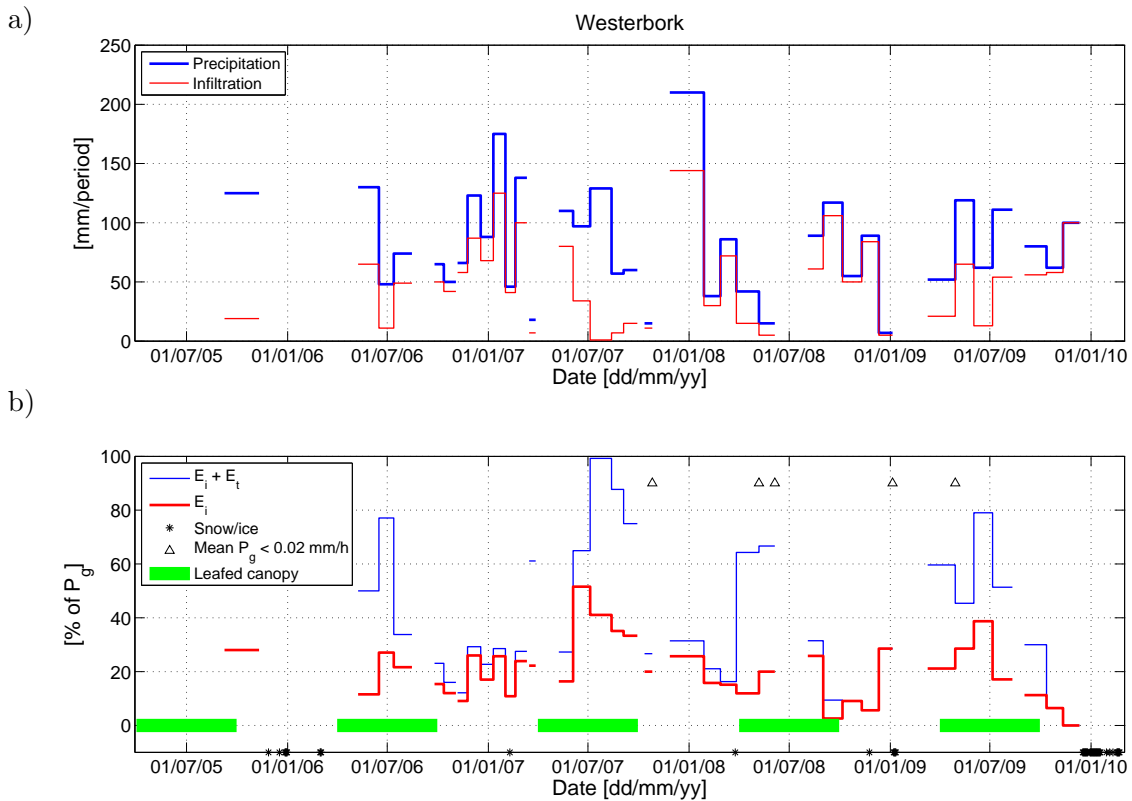 a)
Westerbork
250
Precipitation
Infiltration
200
150
100
50
0
[mm/period]
01/07/05 01/01/06 01/07/06 01/01/07 01/07/07 01/01/08 01/07/08 01/01/09 01/07/09 01/01/10
Date [dd/mm/yy]
b)
100
E_i + E_t
E_i
Snow/ice
Mean P_g < 0.02 mm/h
Leafed canopy
80
60
40
20
0
[% of P_g]
01/07/05 01/01/06 01/07/06 01/01/07 01/07/07 01/01/08 01/07/08 01/01/09 01/07/09 01/01/10
Date [dd/mm/yy]